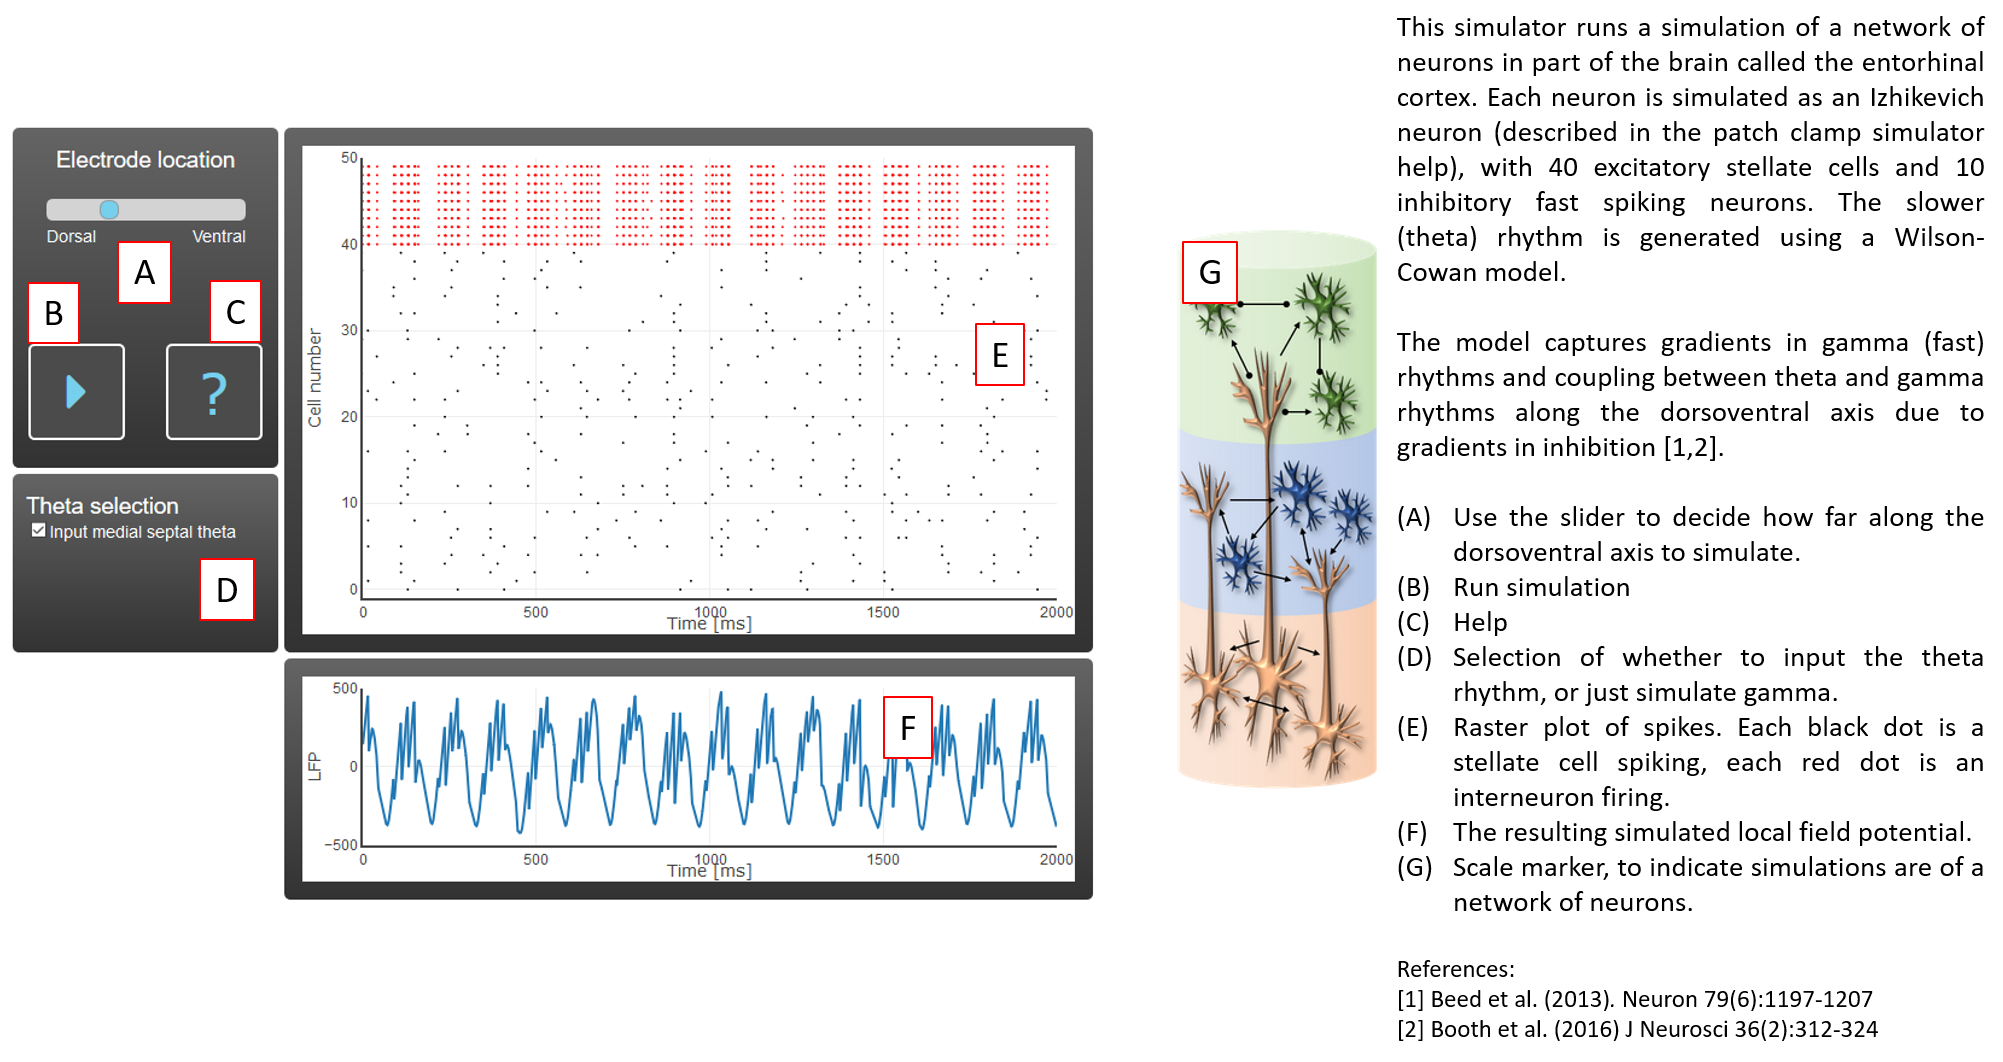 Electrode location
Dorsal
Ventral
A
B
C
?
Theta selection
Input medial septal theta
D
50
40
30
20
10
0
Cell number
E
0
500
1000
1500
2000
Time [ms]
500
0
−500
LFP
F
0
500
1000
1500
2000
Time [ms]
G
This simulator runs a simulation of a network of
neurons in part of the brain called the entorhinal
cortex. Each neuron is simulated as an Izhikevich
neuron (described in the patch clamp simulator
help), with 40 excitatory stellate cells and 10
inhibitory fast spiking neurons. The slower
(theta) rhythm is generated using a Wilson-
Cowan model.
The model captures gradients in gamma (fast)
rhythms and coupling between theta and gamma
rhythms along the dorsoventral axis due to
gradients in inhibition [1,2].
(A) Use the slider to decide how far along the
dorsoventral axis to simulate.
(B) Run simulation
(C) Help
(D) Selection of whether to input the theta
rhythm, or just simulate gamma.
(E) Raster plot of spikes. Each black dot is a
stellate cell spiking, each red dot is an
interneuron firing.
(F) The resulting simulated local field potential.
(G) Scale marker, to indicate simulations are of a
network of neurons.
References:
[1] Beed et al. (2013). Neuron 79(6):1197-1207
[2] Booth et al. (2016) J Neurosci 36(2):312-324